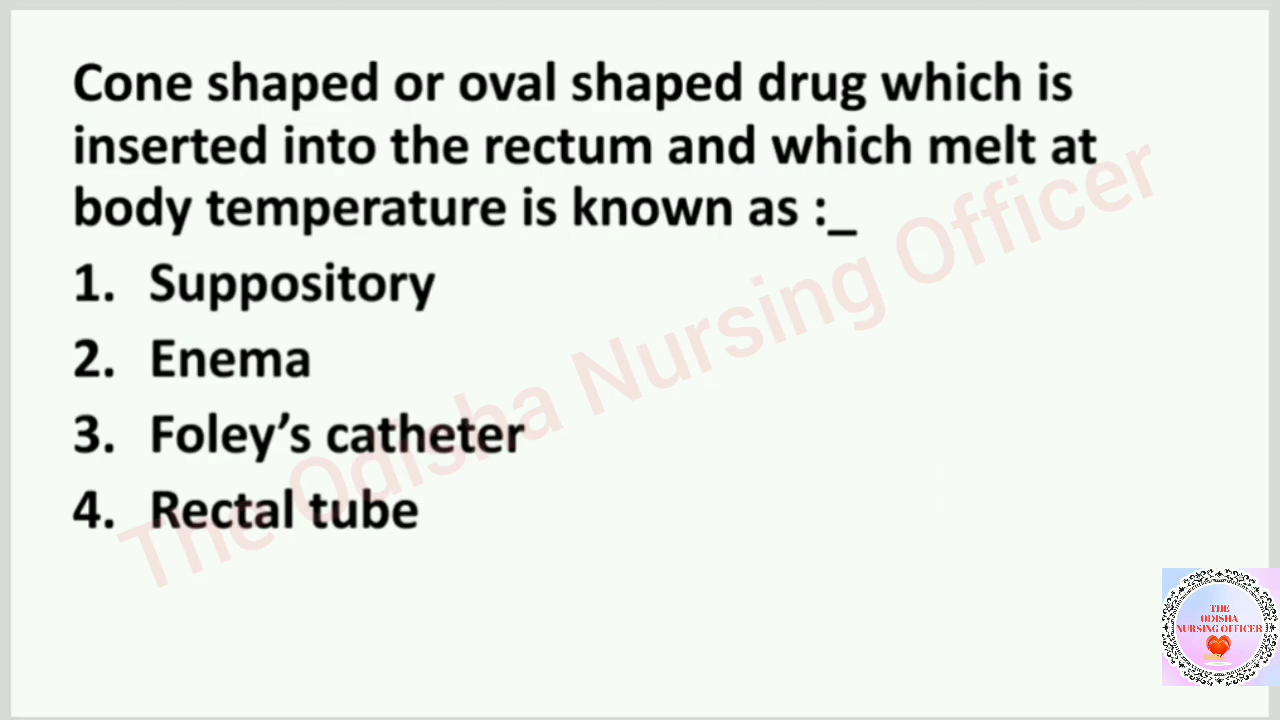 Cone shaped or oval shaped drug which is
inserted into the rectum and which melt at
body temperature is known as :_
1. Suppository
2. Enema
3. Foley’s catheter
4. Rectal tube
The Odisha Nursing Officer
THE
ODISHA
NURSING OFFICER